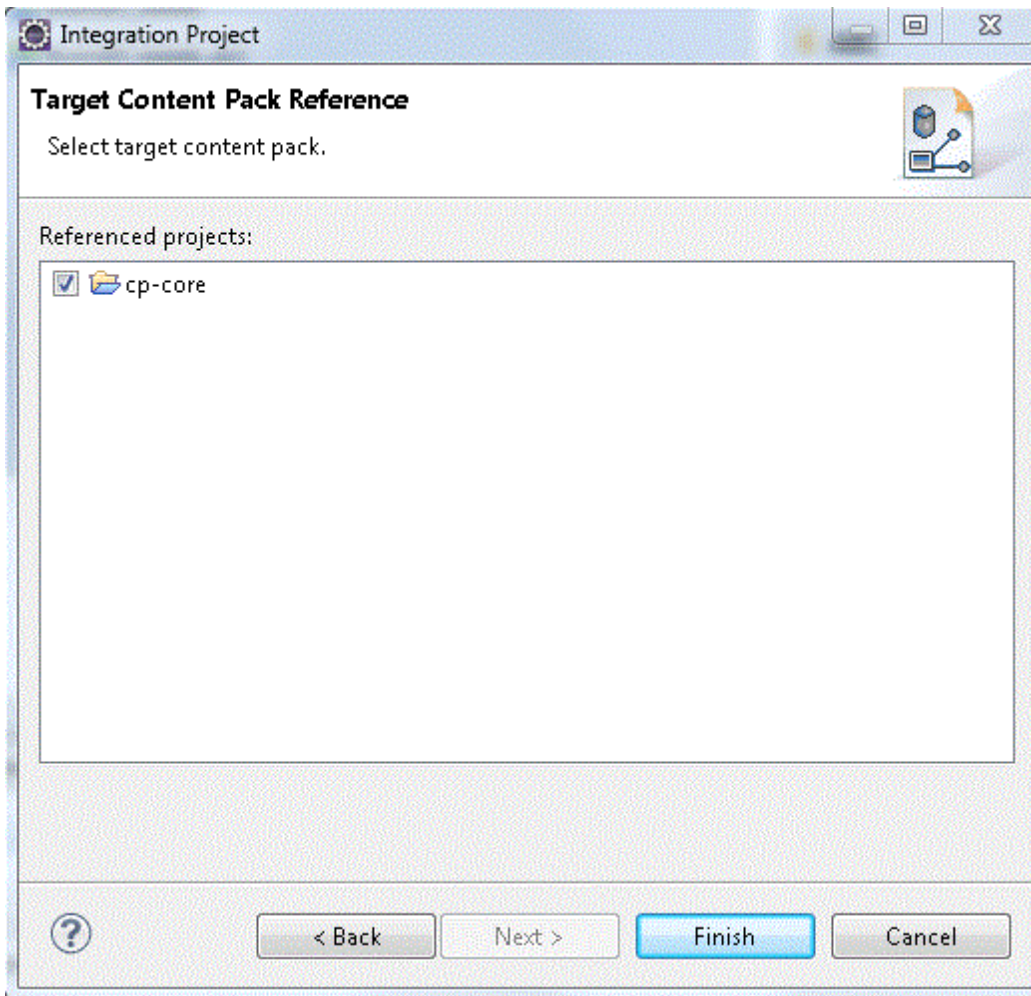 Integration Project
Target Content Pack Reference
Select target content pack.
Referenced projects:
cp-core
?
< Back
Next >
Finish
Cancel